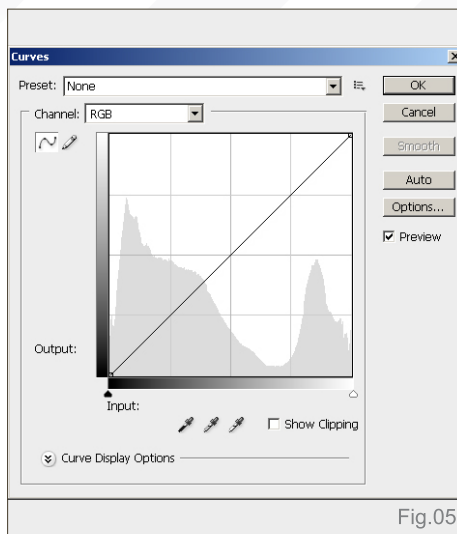 Curves
Preset: None
OK
Channel: RGB
Cancel
Smooth
Auto
Options...
Preview
Output:
Input:
Show Clipping
Curve Display Options
Fig.05